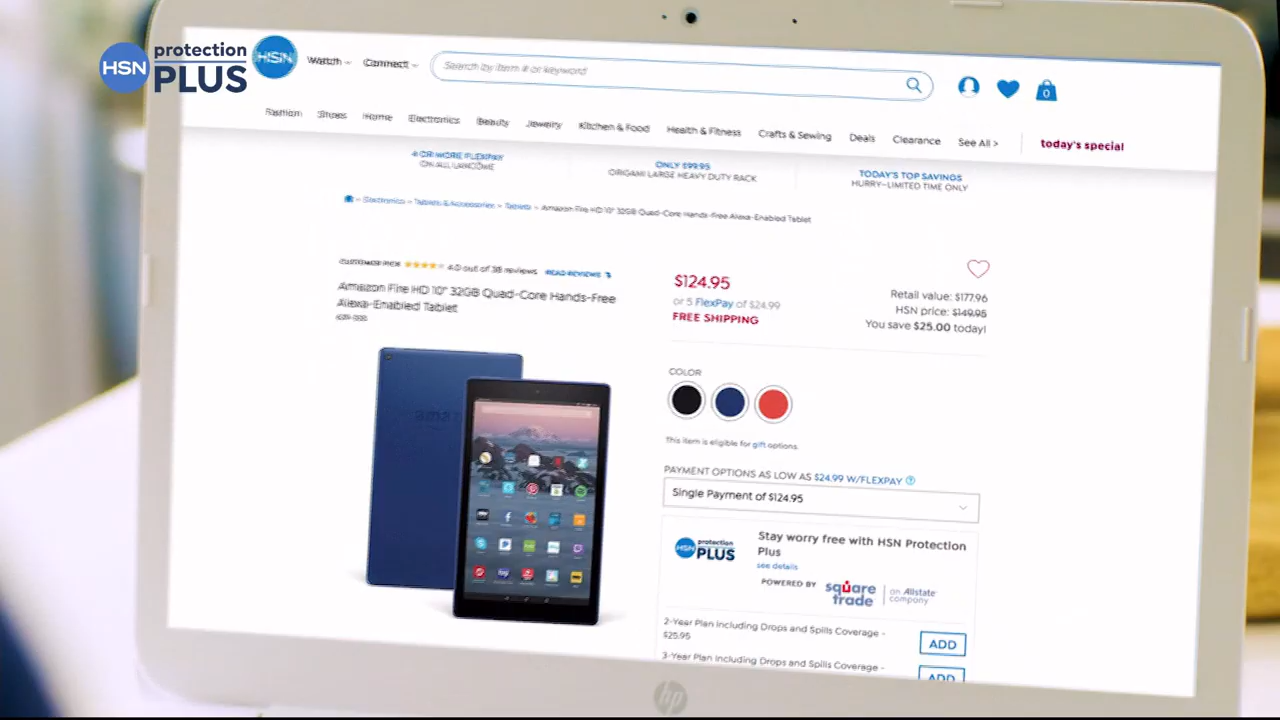 HSN protection PLUS
HSN
Watch Connect Search by item # or keyword
0
Fashion Shoes Home Electronics Beauty Jewelry Kitchen & Food Health & Fitness Crafts & Sewing Deals Clearance See All > today's special
4 OR MORE FLEXPAY
ON ALL LANCOME
ONLY $99.95
ORIGAMI LARGE HEAVY DUTY RACK
TODAY'S TOP SAVINGS
HURRY-LIMITED TIME ONLY
Electronics > Tablets & Accessories > Tablets > Amazon Fire HD 10" 32GB Quad-Core Hands-Free Alexa-Enabled Tablet
CUSTOMER PICK 4.0 out of 38 reviews READ REVIEWS
Amazon Fire HD 10" 32GB Quad-Core Hands-Free
Alexa-Enabled Tablet
amazon
$124.95
or 5 FlexPay of $24.99
FREE SHIPPING
Retail value: $177.96
HSN price: $149.95
You save $25.00 today!
COLOR
This item is eligible for gift options.
PAYMENT OPTIONS AS LOW AS $24.99 W/FLEXPAY ?
Single Payment of $124.95
HSN protection PLUS
Stay worry free with HSN Protection
Plus
see details
POWERED BY square trade | an Allstate company
2-Year Plan Including Drops and Spills Coverage -
$25.95
ADD
3-Year Plan Including Drops and Spills Coverage -
ADD
hp